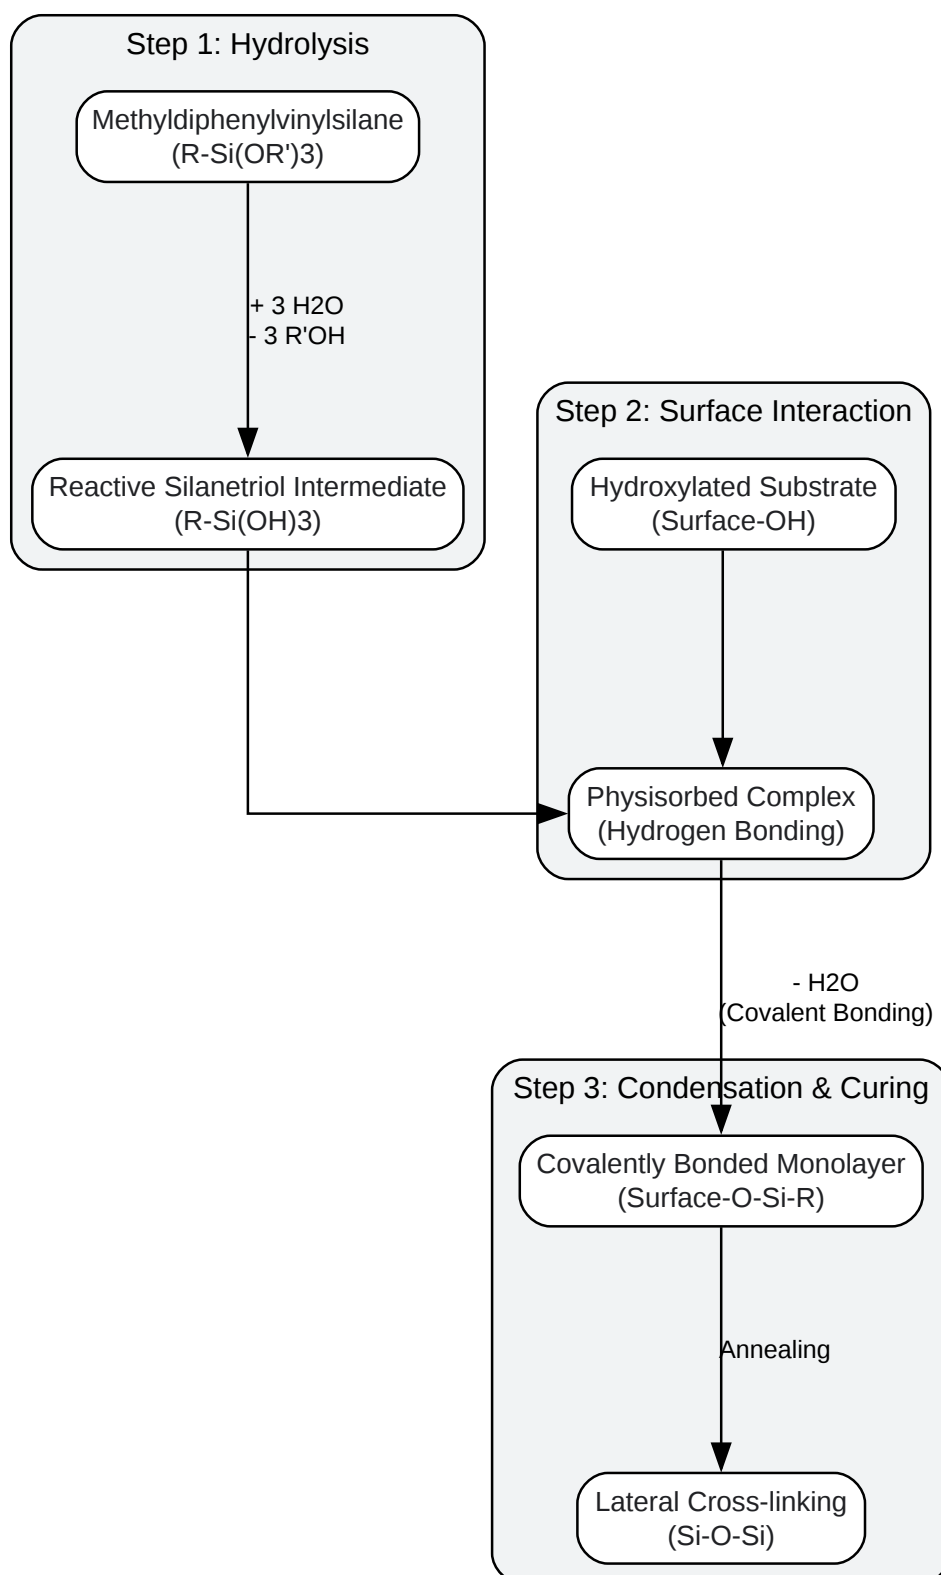 Step 1: Hydrolysis
Methyldiphenylvinylsilane
(R-Si(OR')3)
+ 3 H2O
- 3 R'OH
Reactive Silanetriol Intermediate
(R-Si(OH)3)
Step 2: Surface Interaction
Hydroxylated Substrate
(Surface-OH)
Physisorbed Complex
(Hydrogen Bonding)
- H2O
(Covalent Bonding)
Step 3: Condensation & Curing
Covalently Bonded Monolayer
(Surface-O-Si-R)
Annealing
Lateral Cross-linking
(Si-O-Si)